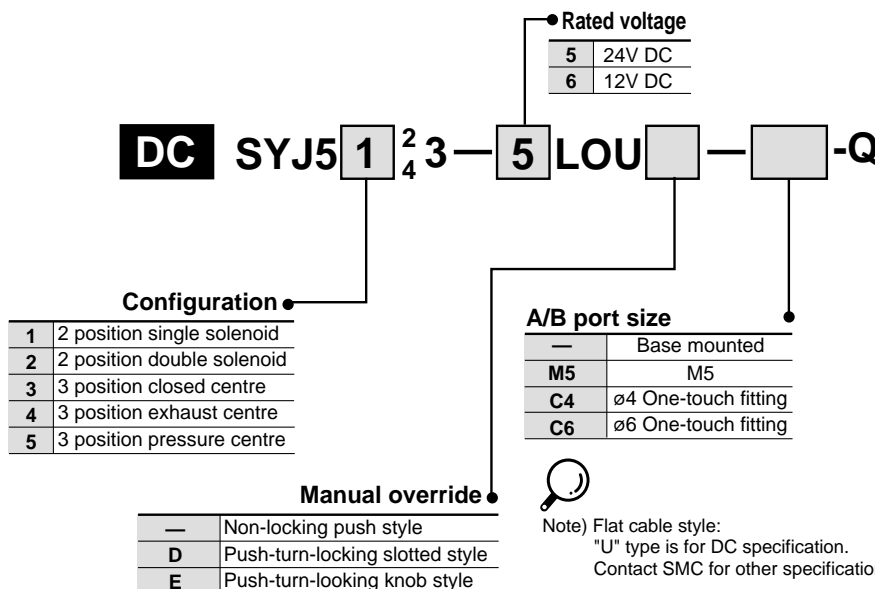 Rated voltage
5 24V DC
6 12V DC
DC SYJ5 1 2 4 3 — 5 LOU — -Q
Configuration
1 2 position single solenoid
2 2 position double solenoid
3 3 position closed centre
4 3 position exhaust centre
5 3 position pressure centre
A/B port size
— Base mounted
M5 M5
C4 ø4 One-touch fitting
C6 ø6 One-touch fitting
Manual override
— Non-locking push style
D Push-turn-locking slotted style
E Push-turn-looking knob style
Note) Flat cable style:
"U" type is for DC specification.
Contact SMC for other specification